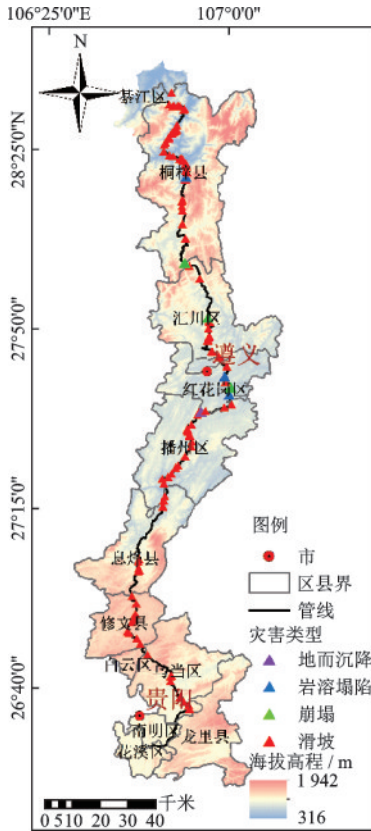 106°25′0″ 107°0′0″
N
28°25′0″N
27°50′0″
27°15′0″
26°40′0″
綦江区
桐梓县
汇川区
遵义
红花岗区
播州区
息烽县
修文县
白云区
乌当区
贵阳
南明区
花溪区
龙里县
图例
市
区县界
管线
灾害类型
地而沉降
岩溶塌陷
崩塌
滑坡
海拔高程 / m
1 942
316
千米
0 5 10 20 30 40